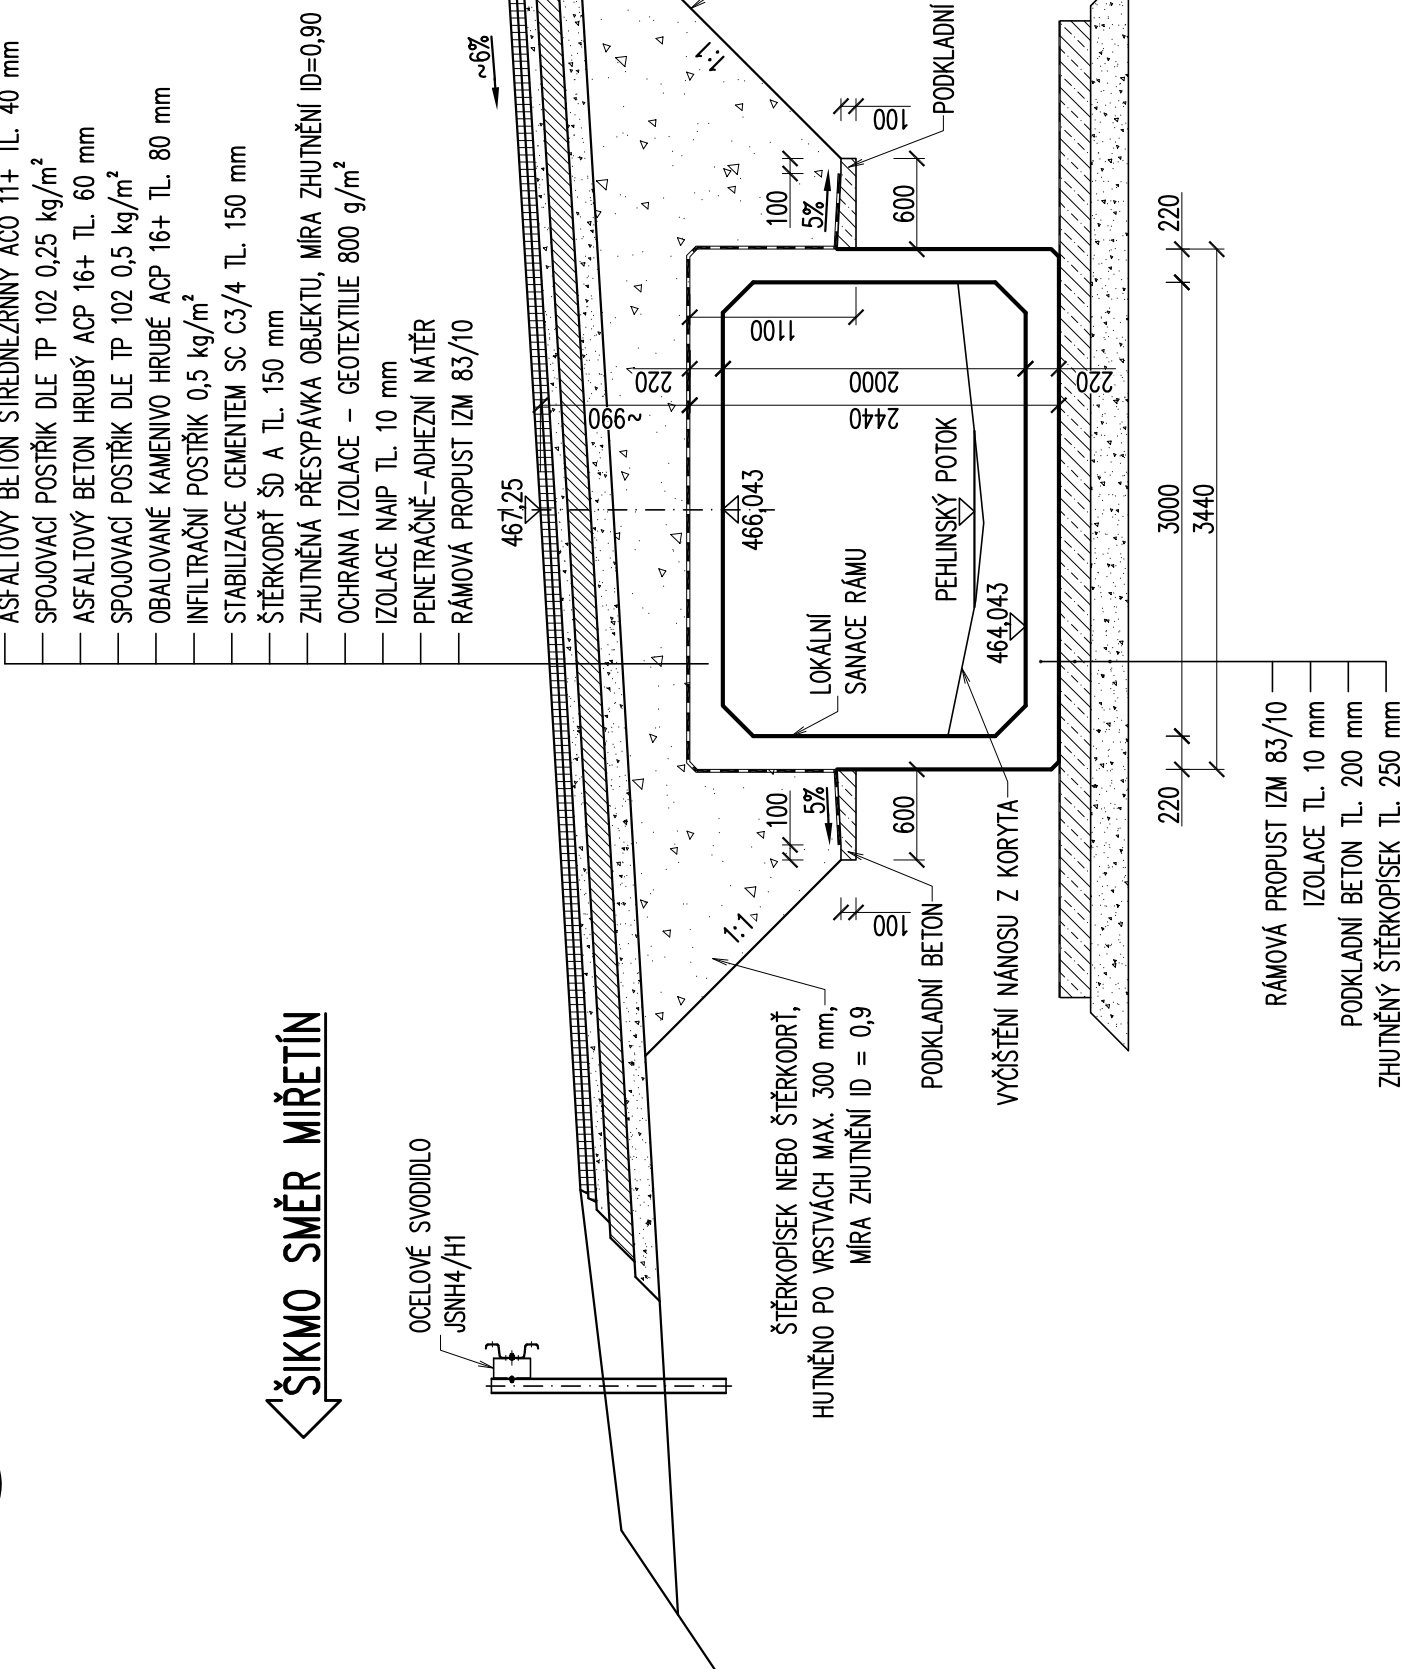 ASFALTOVÝ BETON STŘEDNĚZRNNÝ ACO 11+ TL. 40 mm
SPOJOVACÍ POSTŘIK DLE TP 102 0,25 kg/m²
ASFALTOVÝ BETON HRUBÝ ACP 16+ TL. 60 mm
SPOJOVACÍ POSTŘIK DLE TP 102 0,5 kg/m²
OBALOVANÉ KAMENIVO HRUBÉ ACP 16+ TL. 80 mm
INFILTRAČNÍ POSTŘIK 0,5 kg/m²
STABILIZACE CEMENTEM SC C3/4 TL. 150 mm
ŠTĚRKODRŤ ŠD A TL. 150 mm
ZHUTNĚNÁ PŘESYPÁVKA OBJEKTU, MÍRA ZHUTNĚNÍ ID=0,90
OCHRANA IZOLACE - GEOTEXTILIE 800 g/m²
IZOLACE NAIP TL. 10 mm
PENETRAČNĚ-ADHEZNÍ NÁTĚR
RÁMOVÁ PROPUST IZM 83/10
ŠIKMO SMĚR MIŘETÍN
OCELOVÉ SVODIDLO
JSNH4/H1
~6%
467,25
~990
220
1100
2000
2440
220
466,043
1:1
1:1
100
5%
600
100
100
5%
600
100
PODKLADNÍ
LOKÁLNÍ
SANACE RÁMU
PEHLINSKÝ POTOK
464,043
ŠTĚRKOPÍSEK NEBO ŠTĚRKODRŤ,
HUTNĚNO PO VRSTVÁCH MAX. 300 mm,
MÍRA ZHUTNĚNÍ ID = 0,9
PODKLADNÍ BETON
VYČIŠTĚNÍ NÁNOSU Z KORYTA
220
3000
220
3440
RÁMOVÁ PROPUST IZM 83/10
IZOLACE TL. 10 mm
PODKLADNÍ BETON TL. 200 mm
ZHUTNĚNÝ ŠTĚRKOPÍSEK TL. 250 mm